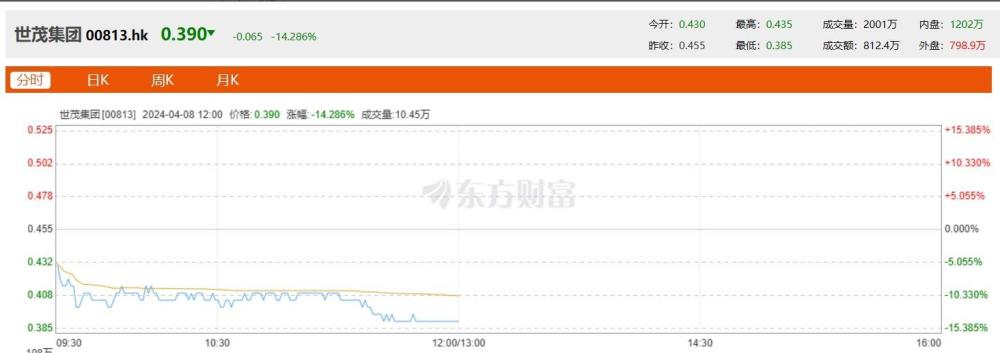 世茂集团 00813.hk 0.390 -0.065 -14.286% 今开: 0.430 最高: 0.435 成交量: 2001万 内盘: 1202万
昨收: 0.455 最低: 0.385 成交额: 812.4万 外盘: 798.9万
分时 日K 周K 月K
世茂集团[00813] 2024-04-08 12:00 价格: 0.390 涨幅: -14.286% 成交量:10.45万
0.525 +15.385%
0.502 +10.330%
0.478 +5.055%
东方财富
0.455 0.000%
0.432 -5.055%
0.408 -10.330%
0.385 -15.385%
09:30 10:30 12:00/13:00 14:30 16:00